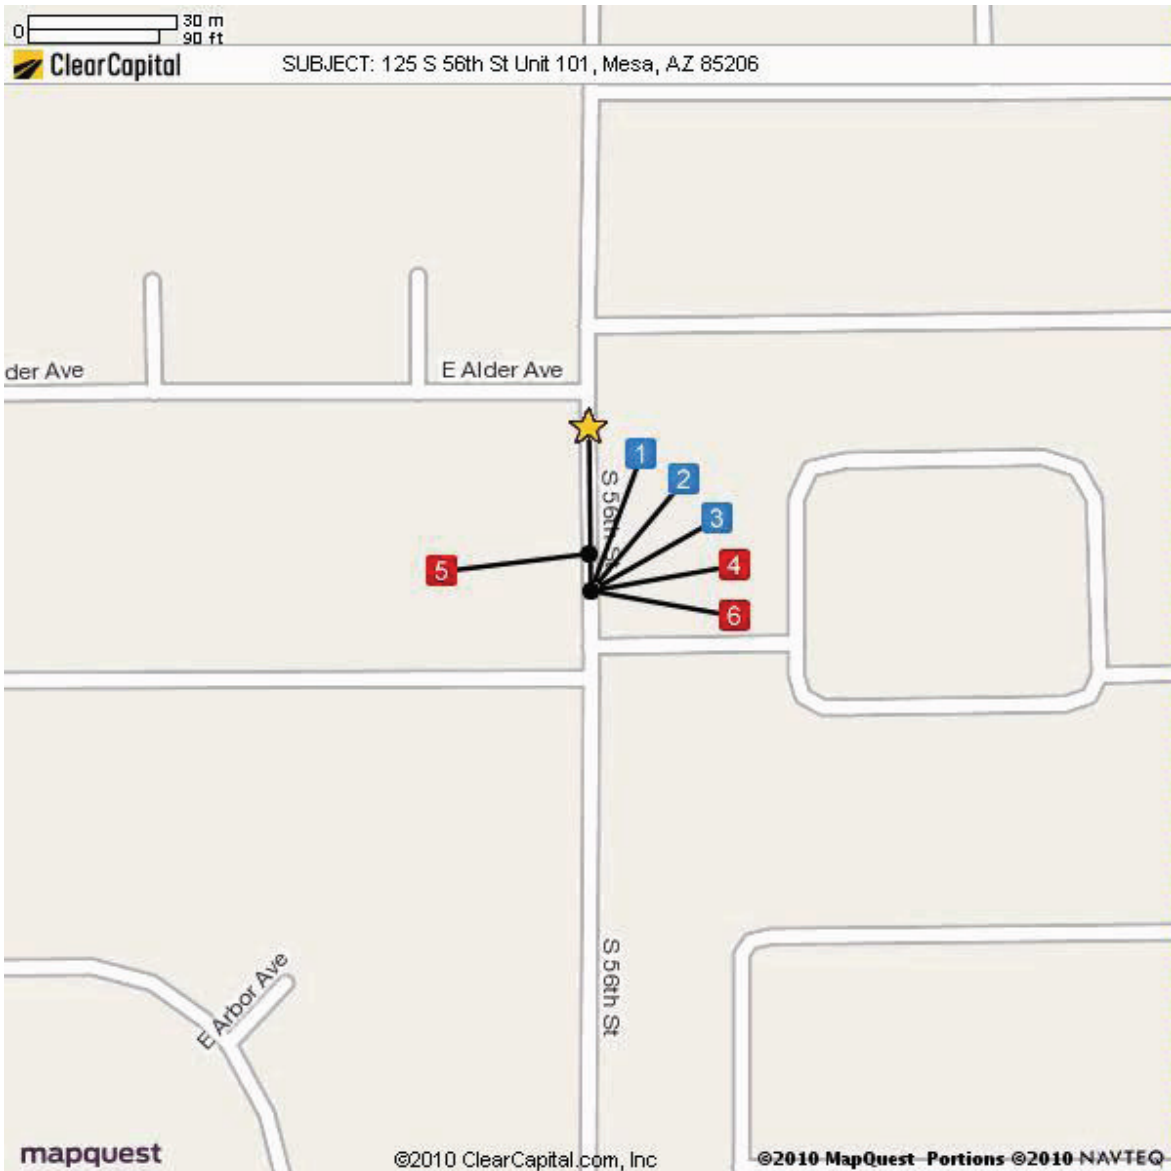 0
30 m
90 ft
ClearCapital
SUBJECT: 125 S 56th St Unit 101, Mesa, AZ 85206
der Ave
E Alder Ave
S 56th St
1
2
3
4
5
6
S 56th St
E Arbor Ave
mapquest
©2010 ClearCapital.com, Inc
©2010 MapQuest Portions ©2010 NAVTEQ